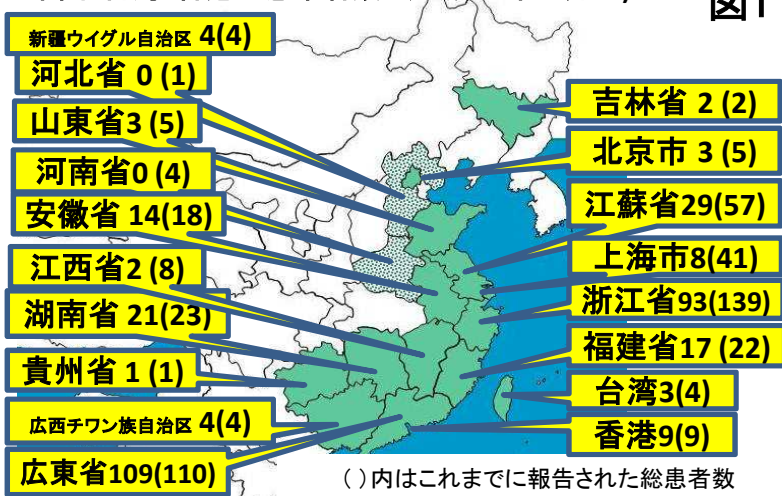 図1
新疆ウイグル自治区 4(4)
河北省 0 (1)
山東省3 (5)
河南省0 (4)
安徽省 14(18)
江西省2 (8)
湖南省 21(23)
貴州省 1 (1)
広西チワン族自治区 4(4)
広東省109(110)
吉林省 2 (2)
北京市 3 (5)
江蘇省29(57)
上海市8(41)
浙江省93(139)
福建省17 (22)
台湾3(4)
香港9(9)
( )内はこれまでに報告された総患者数